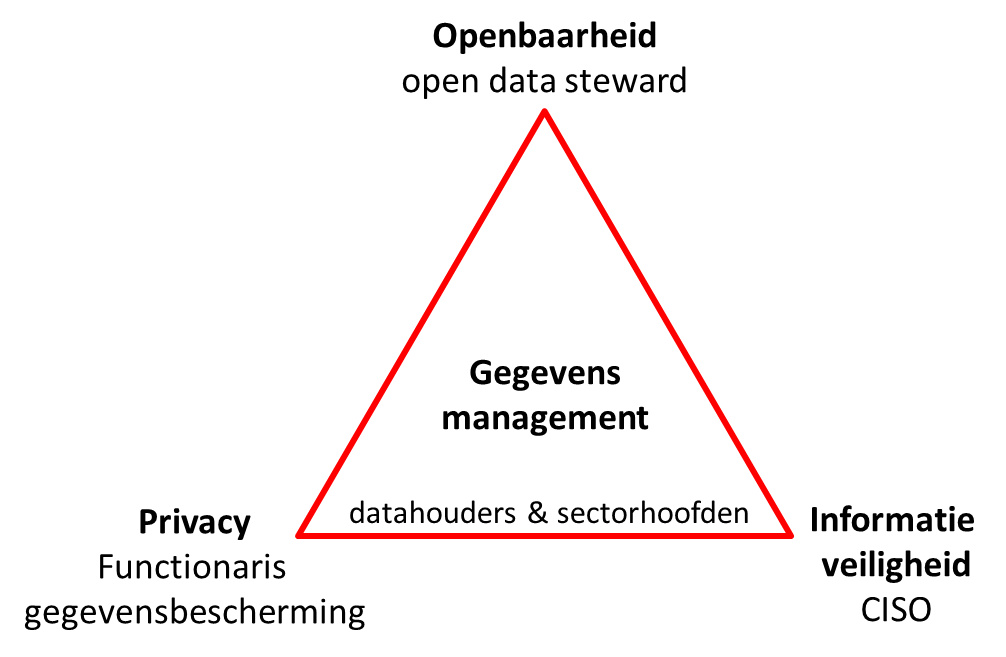 Openbaarheid
open data steward
Gegevens
management
datahouders & sectorhoofden
Privacy
Functionaris
gegevensbescherming
Informatie
veiligheid
CISO